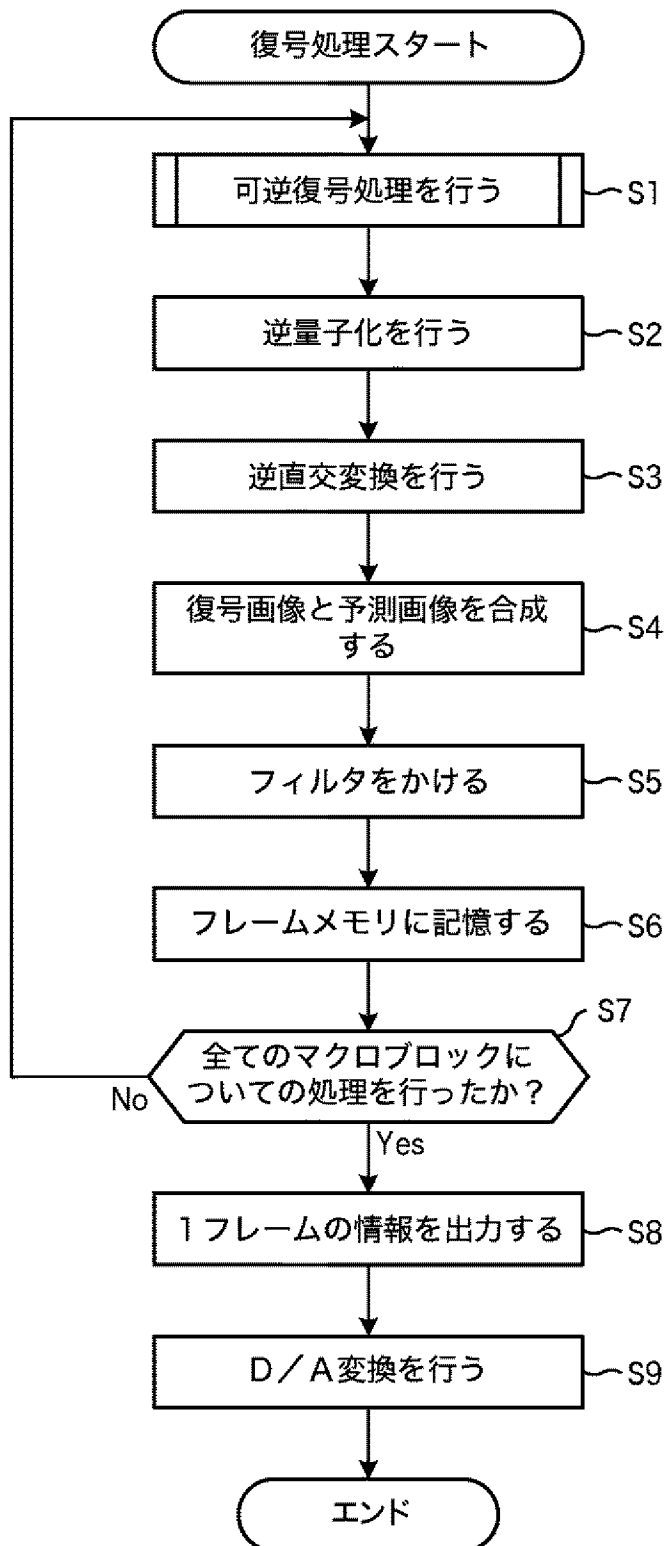 復号処理スタート
可逆復号処理を行う
S1
逆量子化を行う
S2
逆直交変換を行う
S3
復号画像と予測画像を合成
する
S4
フィルタをかける
S5
フレームメモリに記憶する
S6
S7
全てのマクロブロックに
ついての処理を行ったか？
No
Yes
1フレームの情報を出力する
S8
D／A変換を行う
S9
エンド